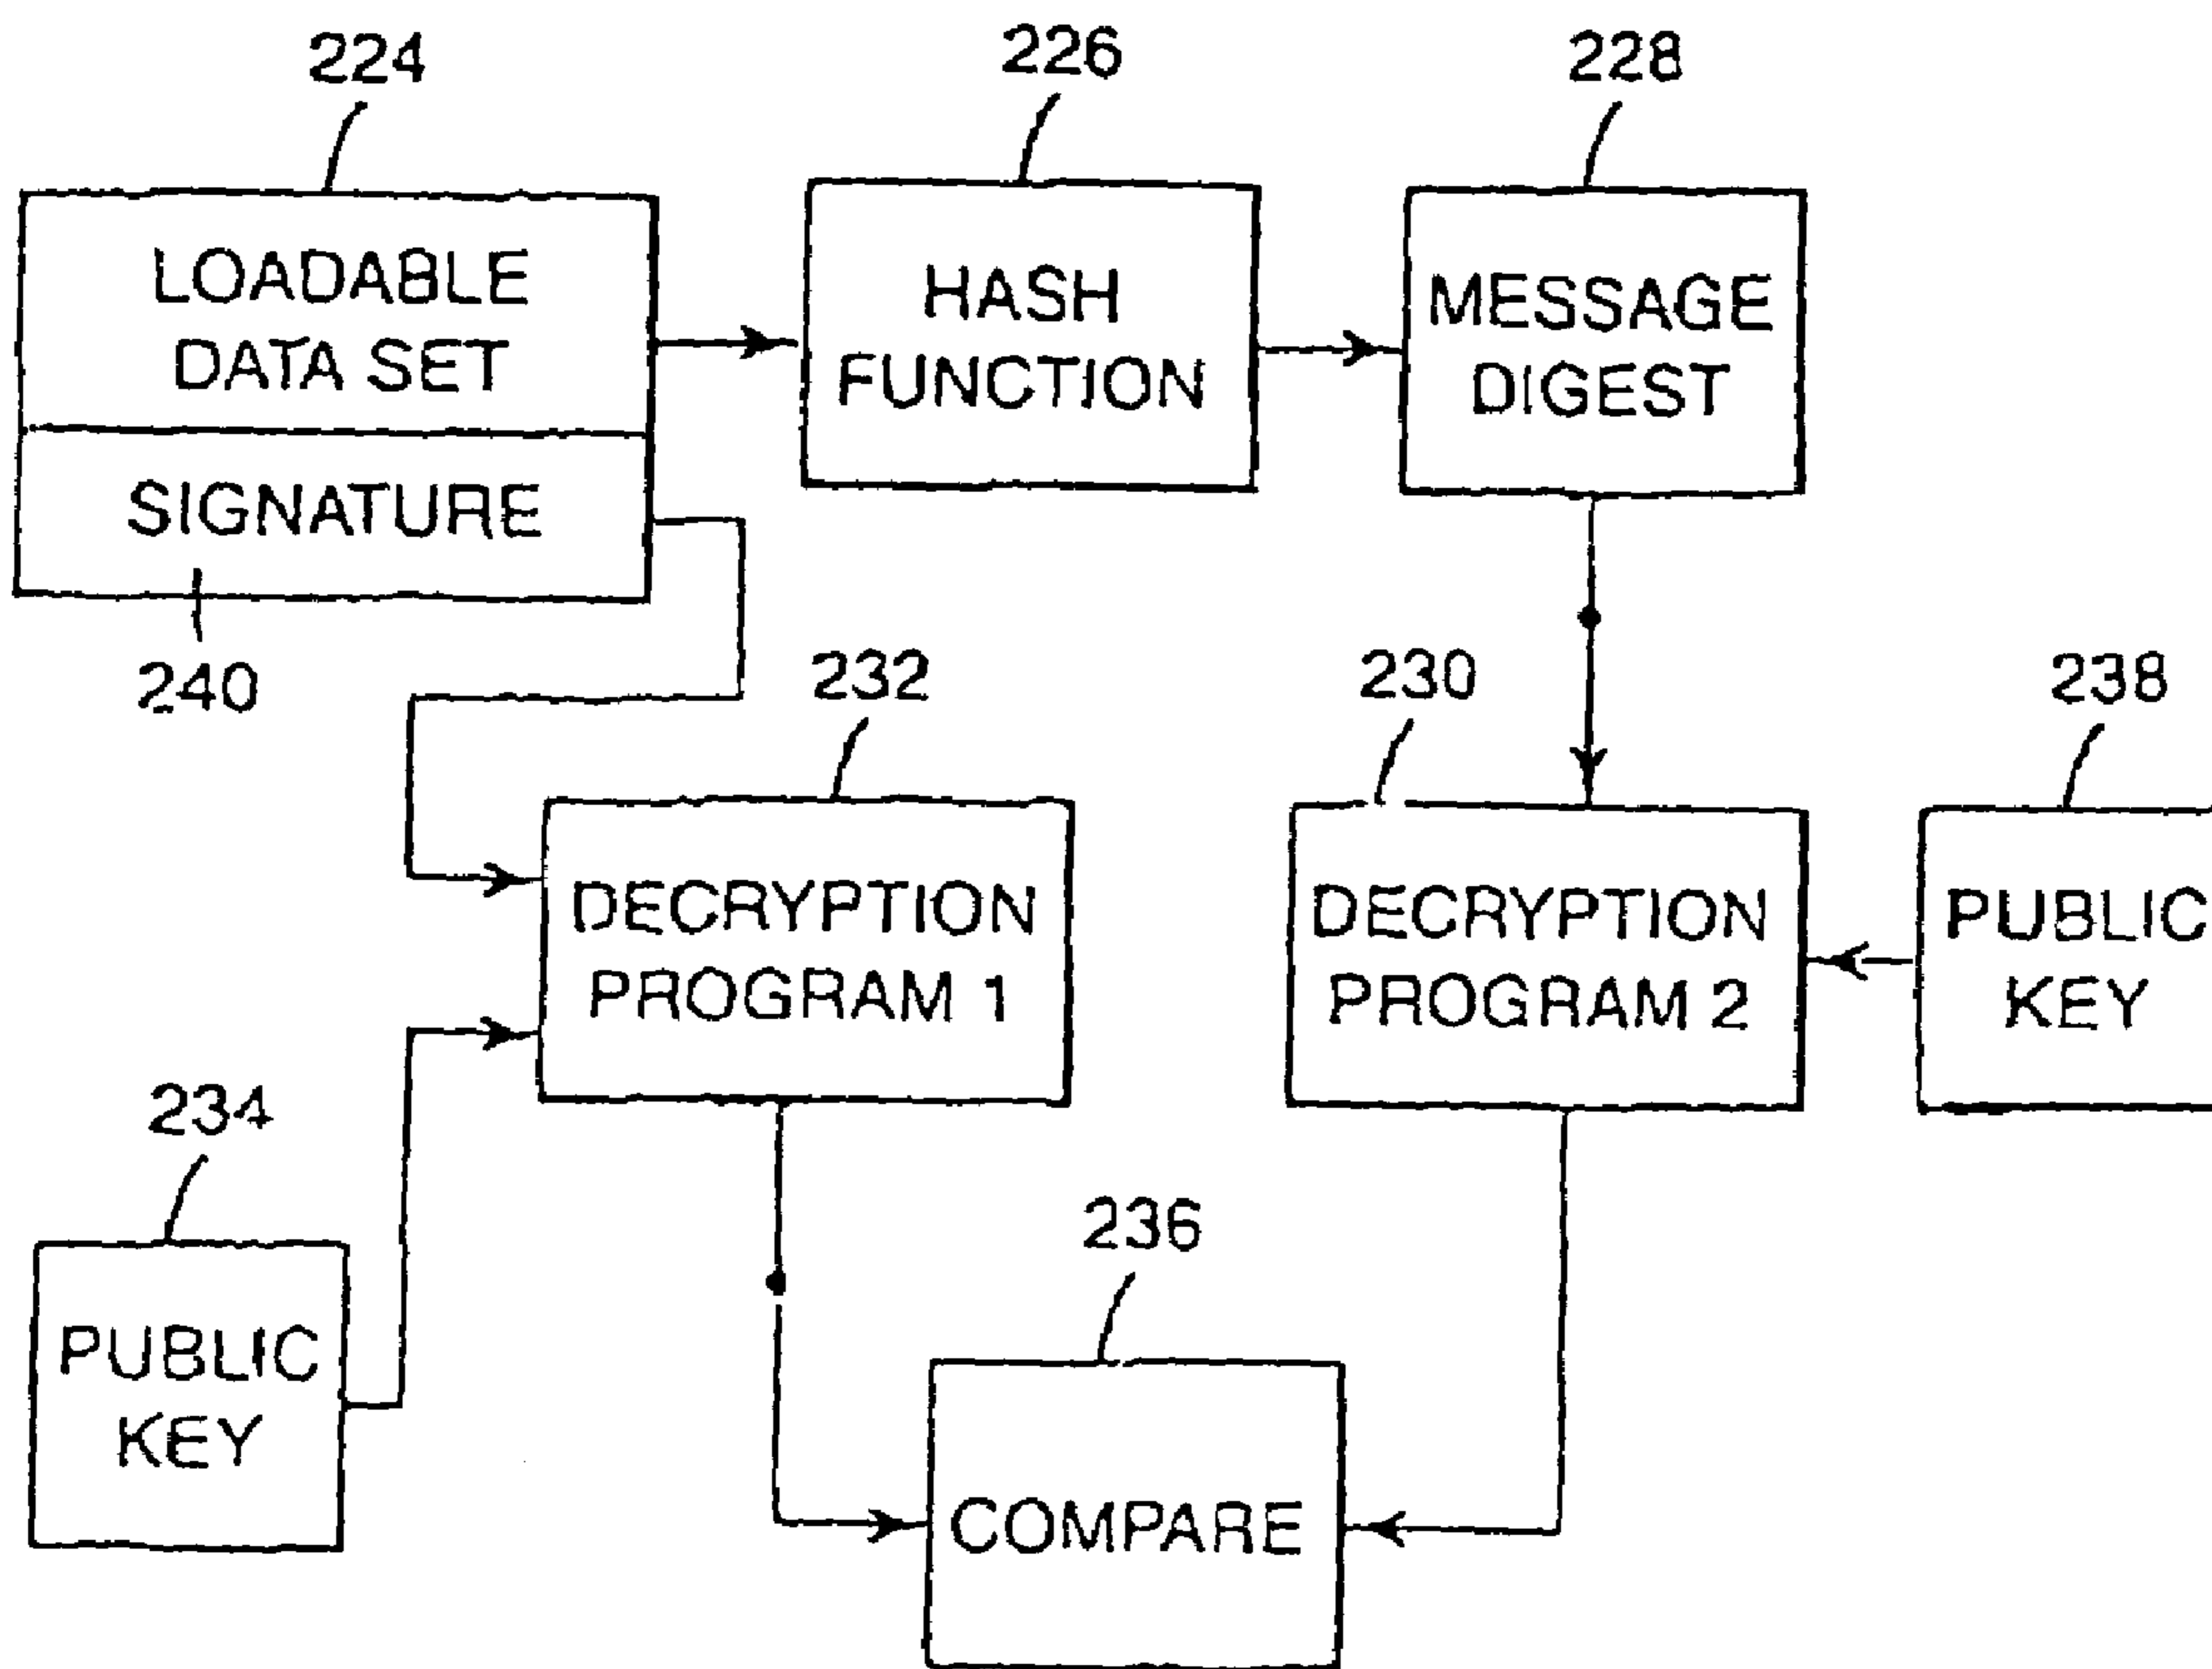 224
226
228
LOADABLE
DATA SET
HASH
FUNCTION
MESSAGE
DIGEST
SIGNATURE
240
232
230
238
DECRYPTION
PROGRAM 1
DECRYPTION
PROGRAM 2
PUBLIC
KEY
234
236
PUBLIC
KEY
COMPARE